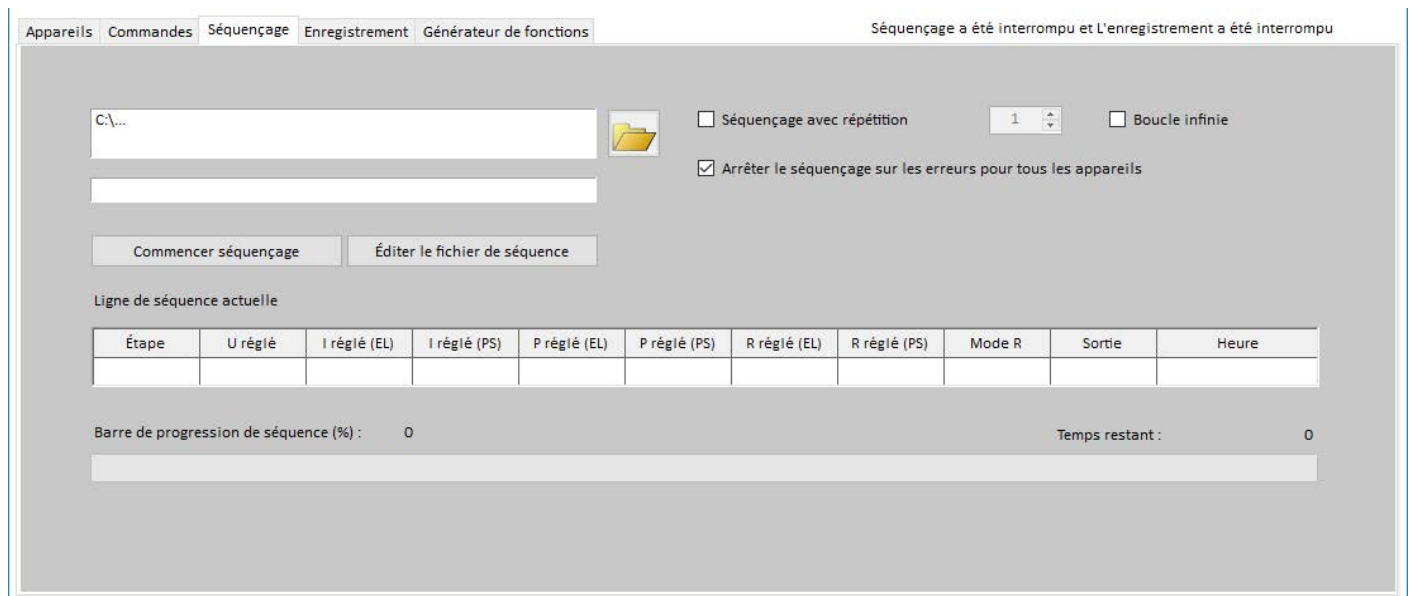 Appareils Commandes Séquençage Enregistrement Générateur de fonctions Séquençage a été interrompu et L'enregistrement a été interrompu
C:\... Séquençage avec répétition 1 Boucle infinie
Arrêter le séquençage sur les erreurs pour tous les appareils
Commencer séquençage Éditer le fichier de séquence
Ligne de séquence actuelle
Étape U réglé I réglé (EL) I réglé (PS) P réglé (EL) P réglé (PS) R réglé (EL) R réglé (PS) Mode R Sortie Heure
Barre de progression de séquence (%) : 0 Temps restant : 0